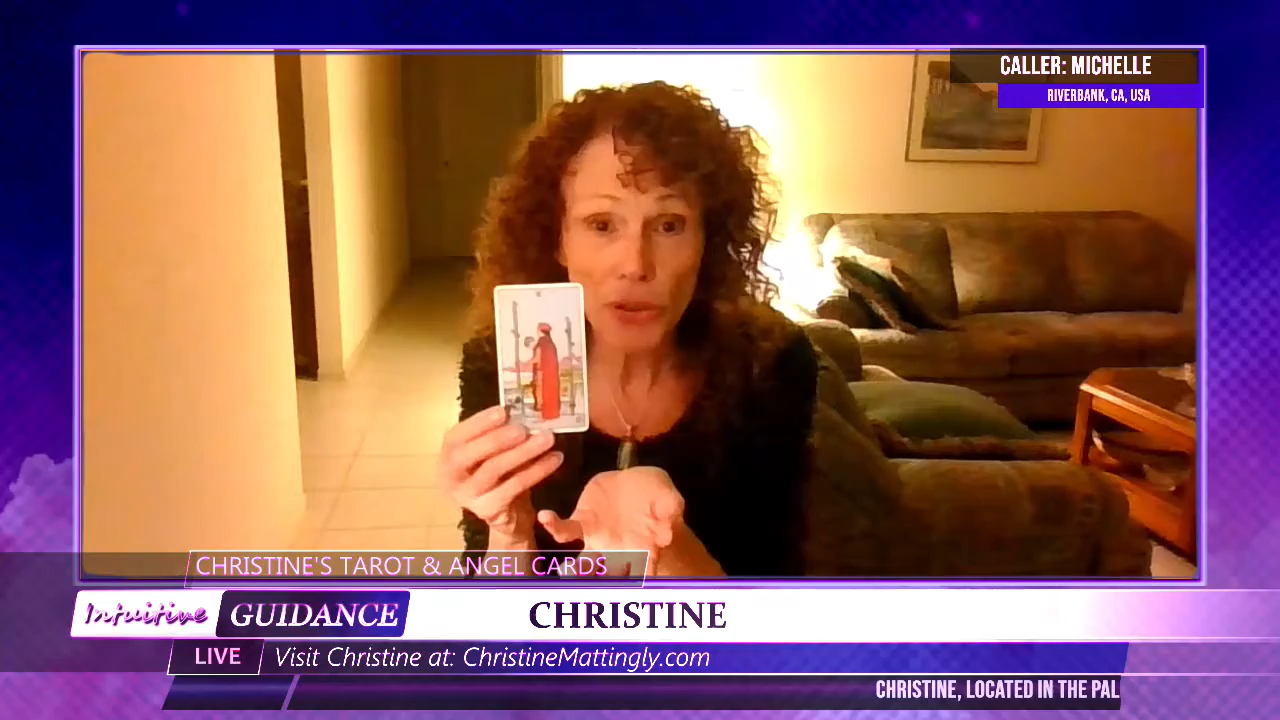 CALLER: MICHELLE
RIVERBANK, CA, USA
CHRISTINE'S TAROT & ANGEL CARDS
Intuitive GUIDANCE
CHRISTINE
LIVE
Visit Christine at: ChristineMattingly.com
CHRISTINE, LOCATED IN THE PAL